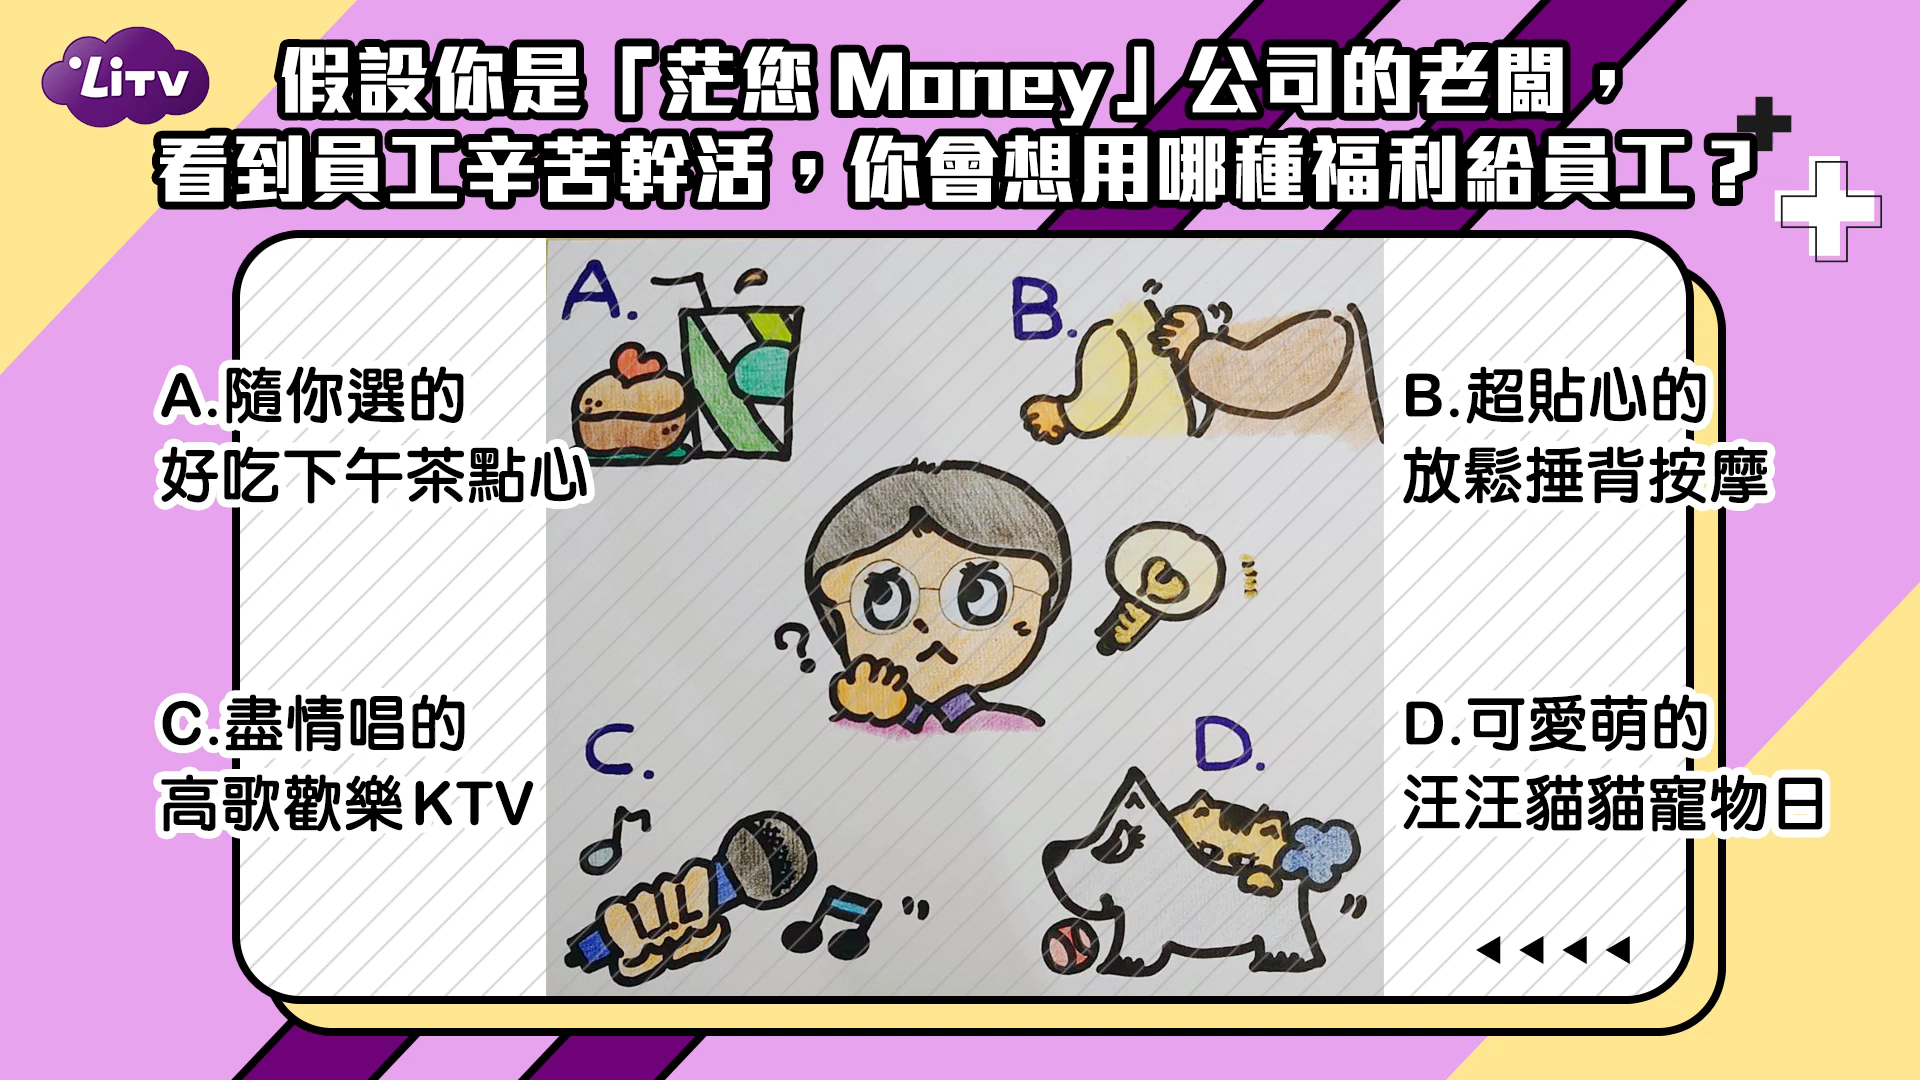 LiTV
假設你是「茫您 Money」公司的老闆，
看到員工辛苦幹活，你會想用哪種福利給員工？
A.
B.
A.隨你選的
好吃下午茶點心
B.超貼心的
放鬆捶背按摩
?
C.
D.
C.盡情唱的
高歌歡樂KTV
D.可愛萌的
汪汪貓貓寵物日